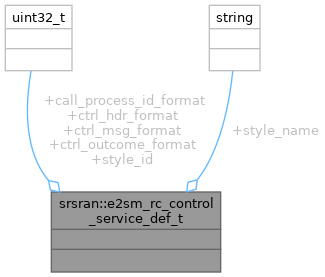 uint32_t
string
+call_process_id_format
+ctrl_hdr_format
+ctrl_msg_format
+ctrl_outcome_format
+style_id
+style_name
srsran::e2sm_rc_control
_service_def_t